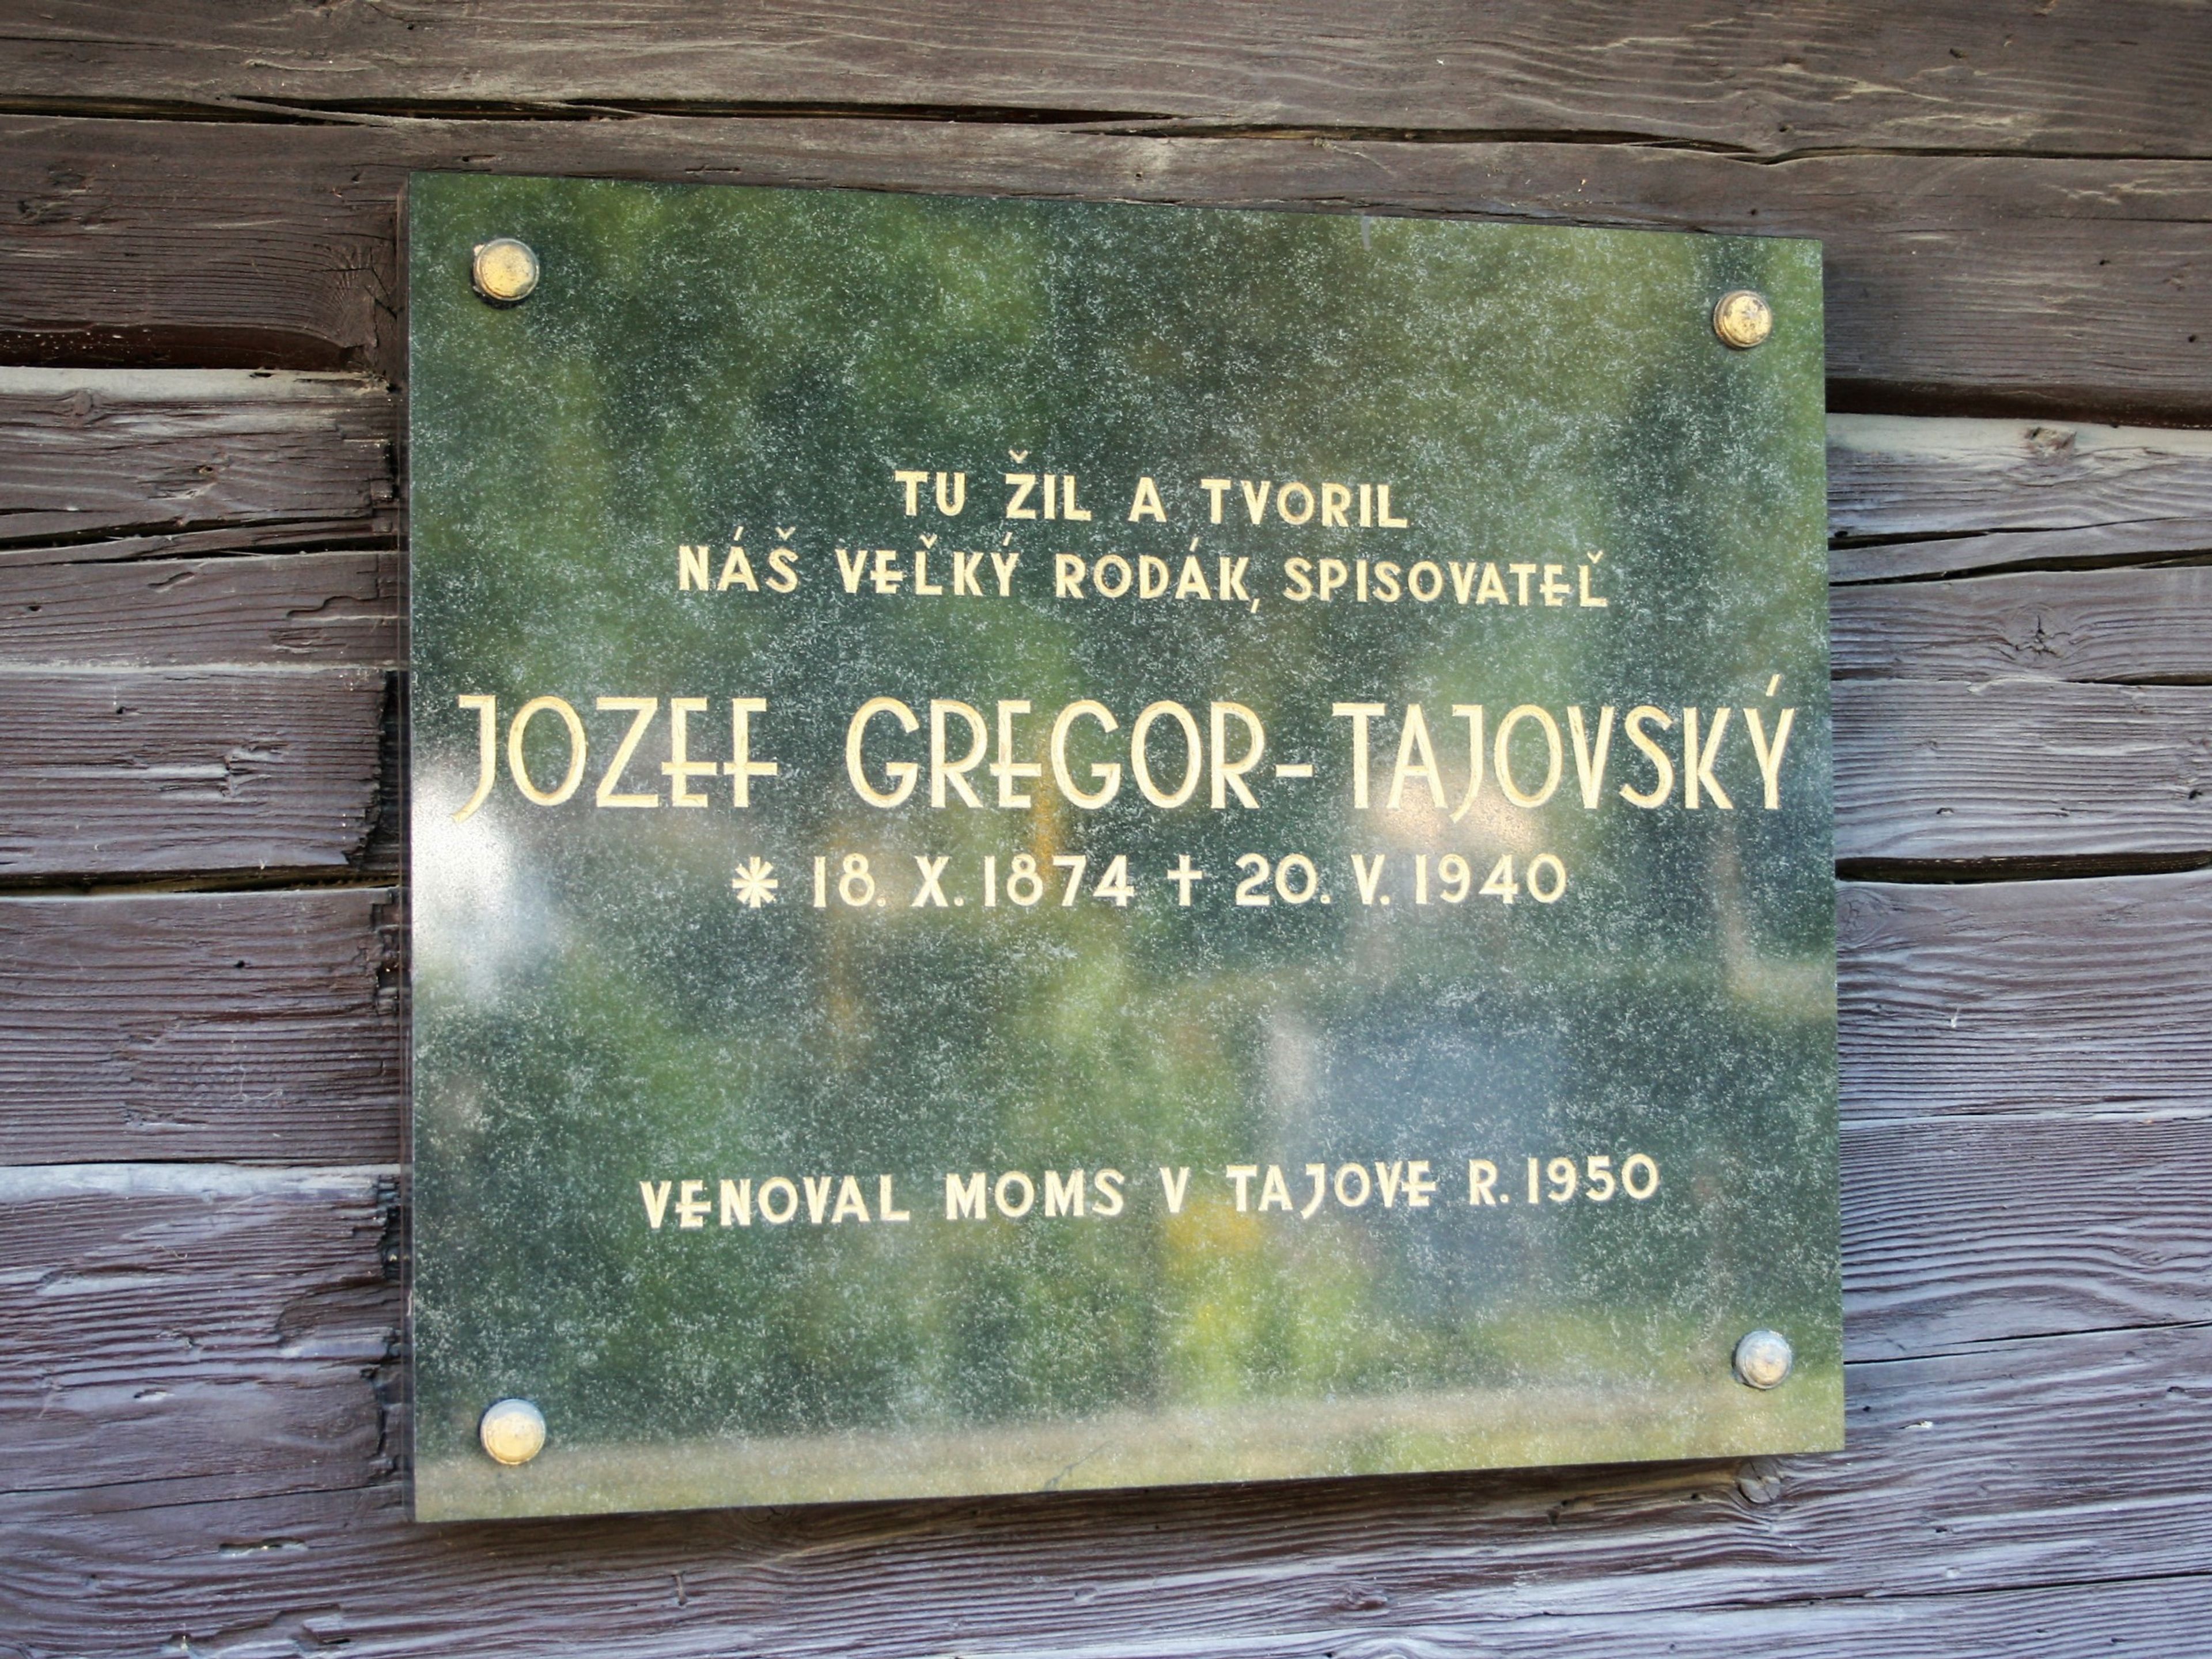 TU ŽIL A TVORIL
NÁŠ VEĽKÝ RODÁK, SPISOVATEĽ
JOZEF GREGOR-TAJOVSKÝ
* 18. X. 1874 † 20. V. 1940
VENOVAL MOMS V TAJOVE R. 1950